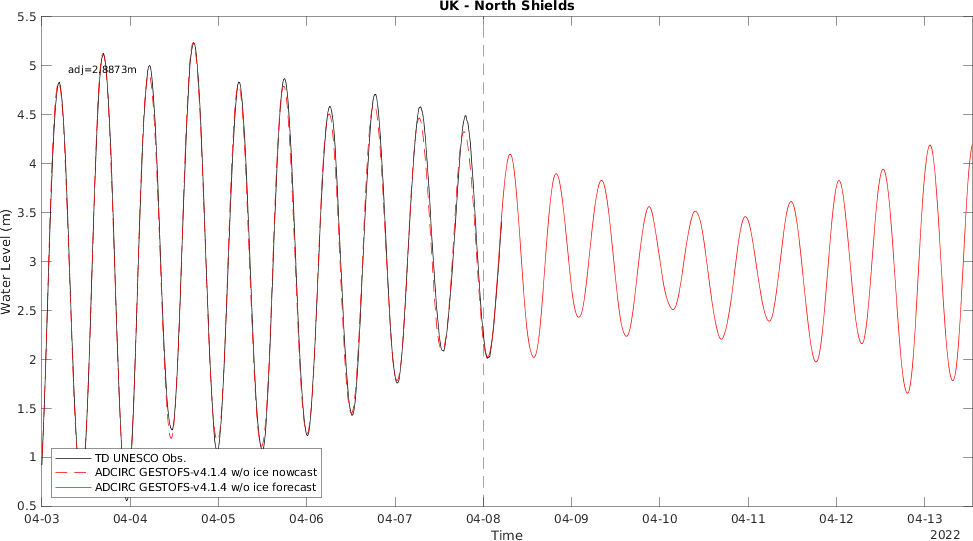 UK - North Shields
5.5
5
4.5
4
3.5
3
2.5
2
1.5
1
0.5
Water Level (m)
adj=2.8873m
TD UNESCO Obs.
ADCIRC GESTOFS-v4.1.4 w/o ice nowcast
ADCIRC GESTOFS-v4.1.4 w/o ice forecast
04-03 04-04 04-05 04-06 04-07 04-08 04-09 04-10 04-11 04-12 04-13
Time
2022